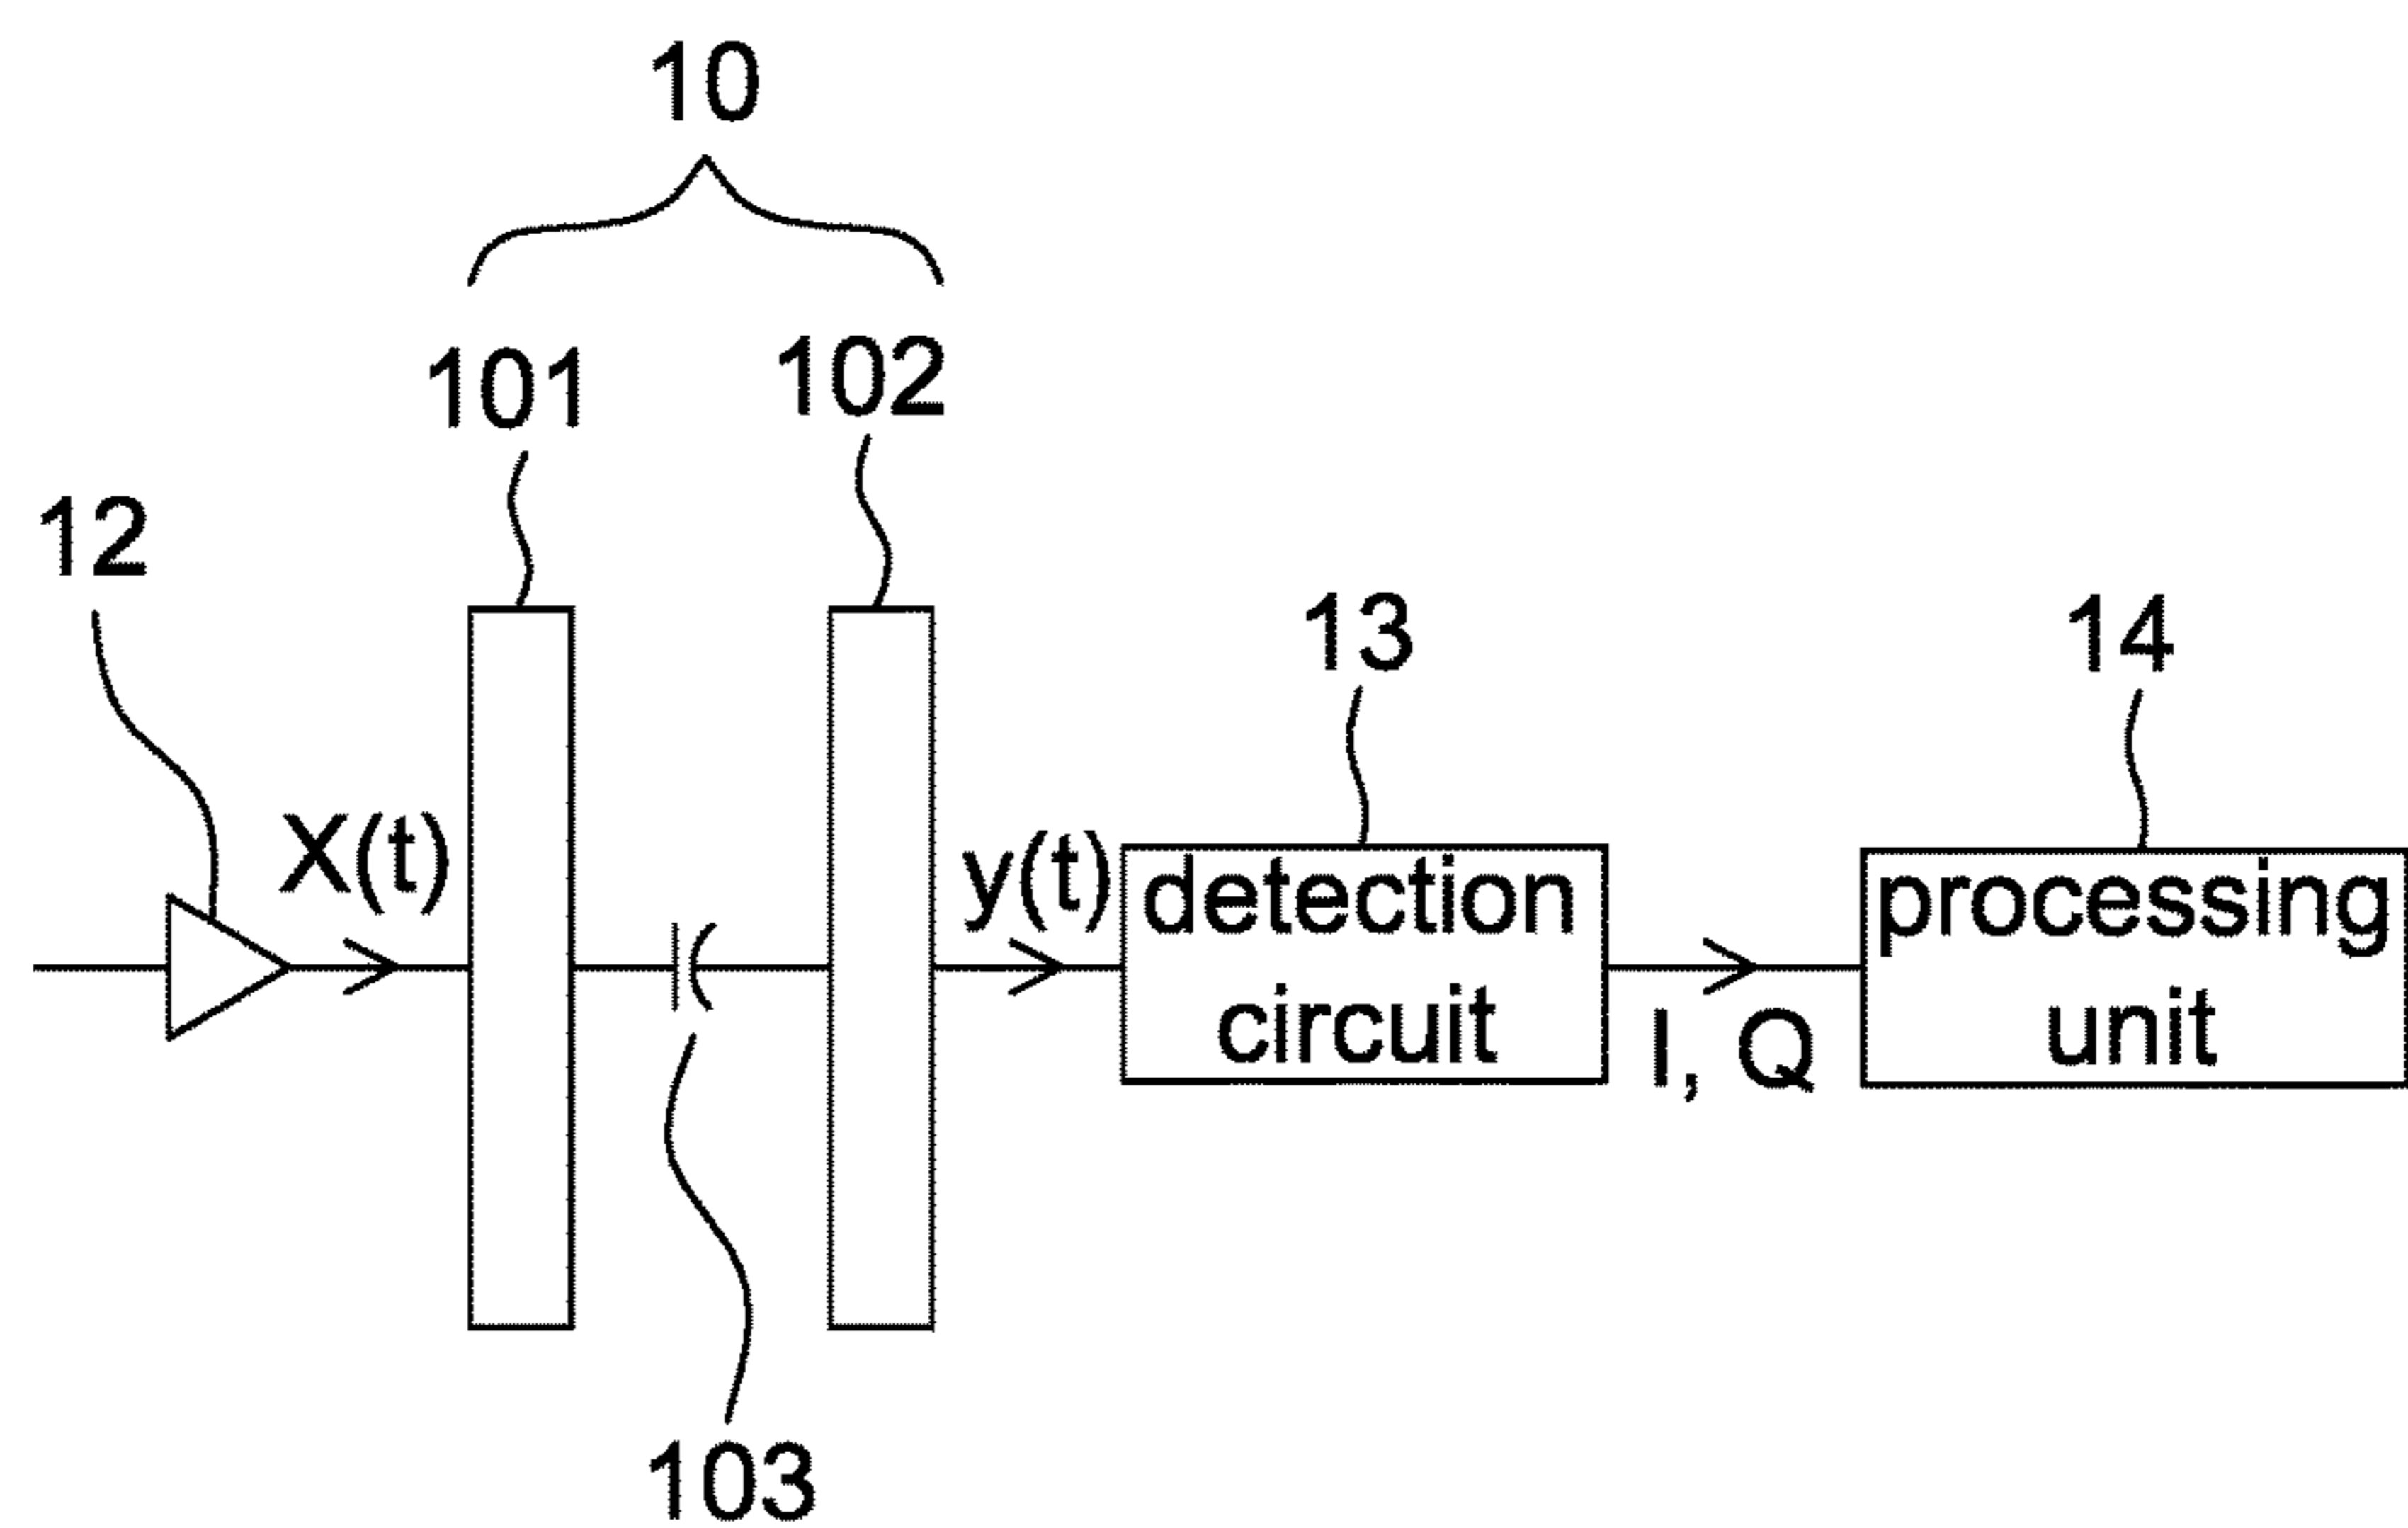 10
101
102
12
13
14
X(t)
y(t)
detection
circuit
I, Q
processing
unit
103